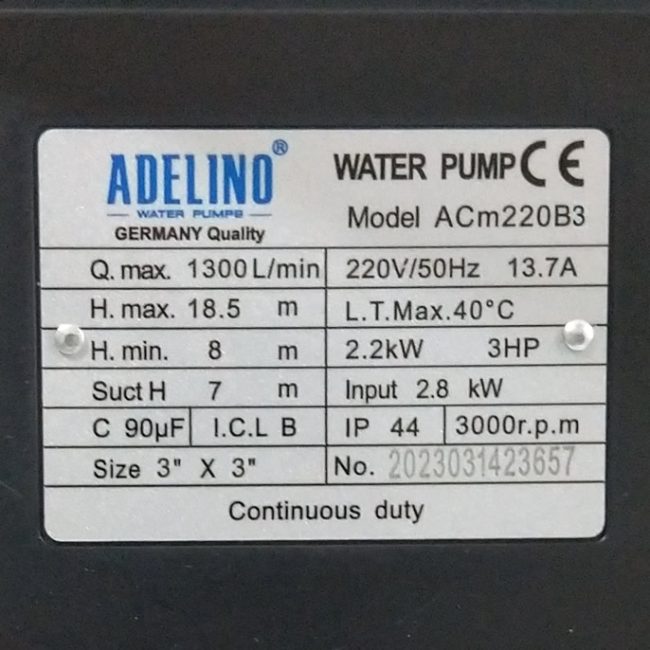 ADELINO®
WATER PUMPS
GERMANY Quality
WATER PUMP CE
Model ACm220B3
Q. max. 1300 L/min 220V/50Hz 13.7A
H. max. 18.5 m L.T.Max.40°C
H. min. 8 m 2.2kW 3HP
Suct H 7 m Input 2.8 kW
C 90µF I.C.L B IP 44 3000r.p.m
Size 3" X 3" No. 2023031423657
Continuous duty